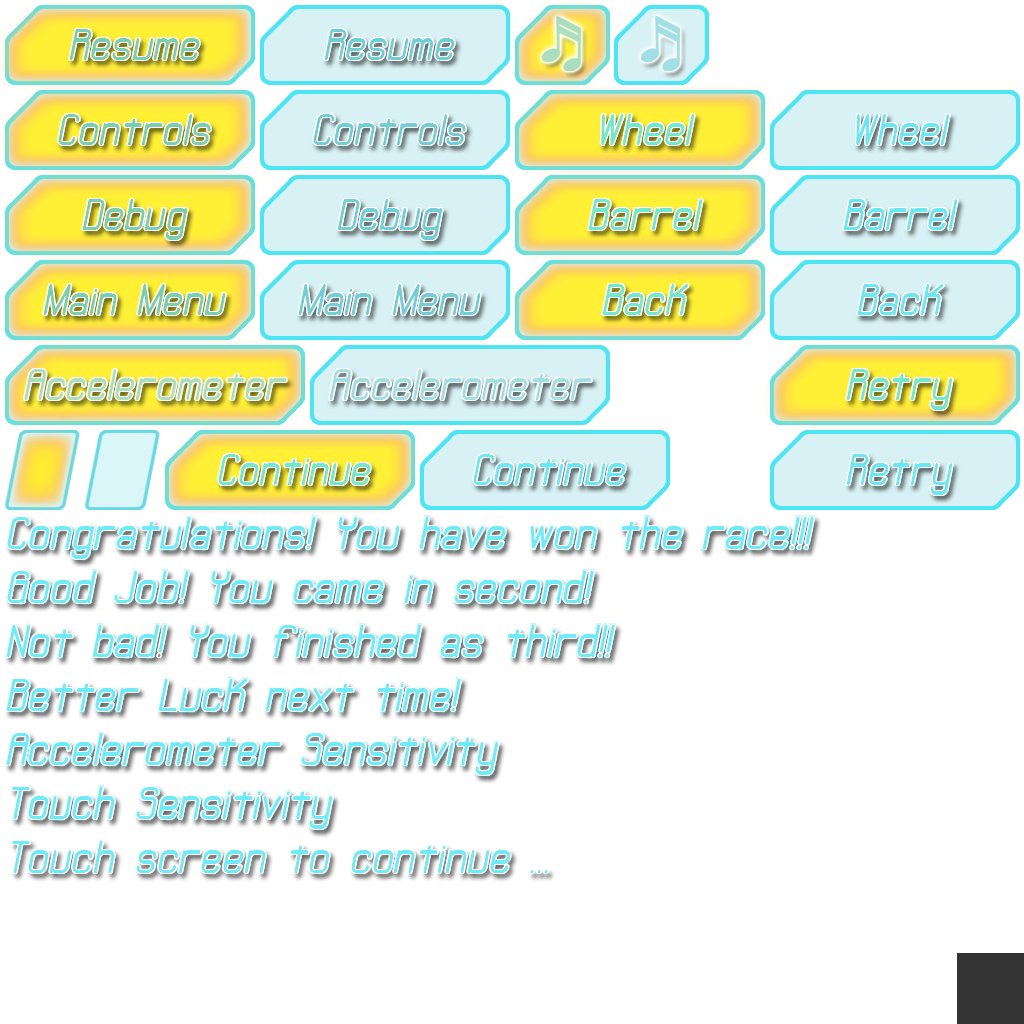 Resume Resume
Controls Controls Wheel Wheel
Debug Debug Barrel Barrel
Main Menu Main Menu Back Back
Accelerometer Accelerometer Retry
Continue Continue Retry
Congratulations! You have won the race!!!
Good Job! You came in second!
Not bad! You finished as third!!
Better Luck next time!
Accelerometer Sensitivity
Touch Sensitivity
Touch screen to continue ...